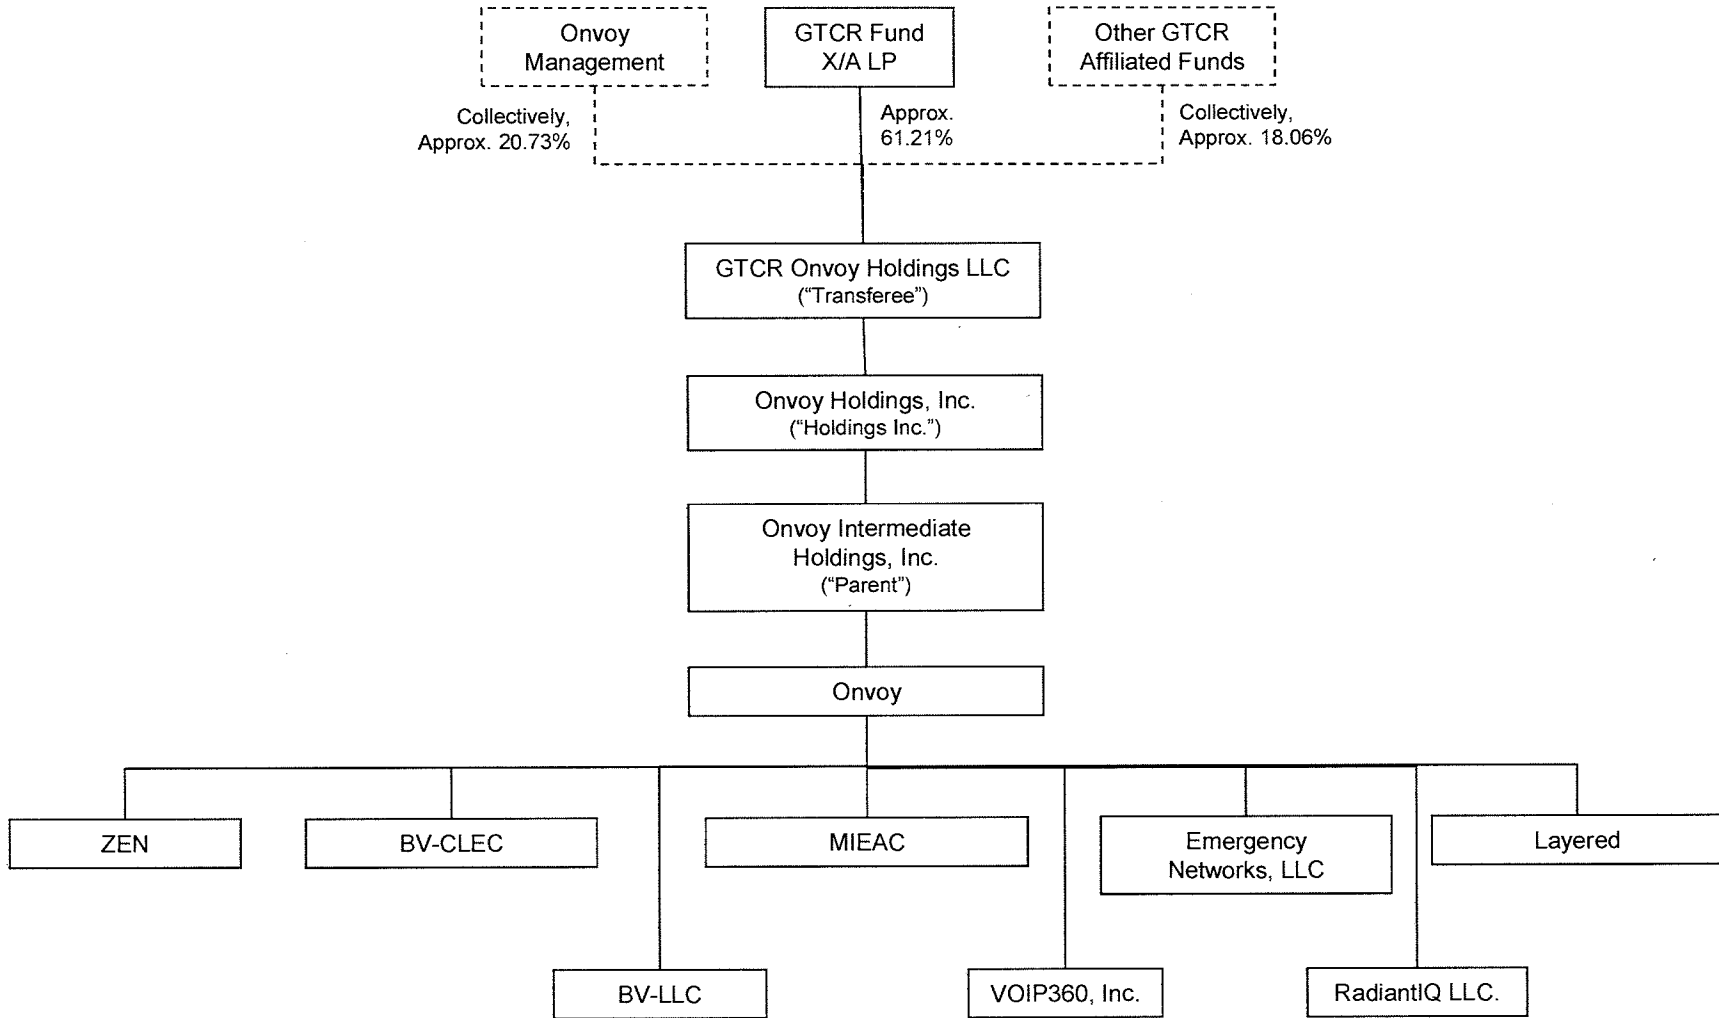 Onvoy
Management
GTCR Fund
X/A LP
Other GTCR
Affiliated Funds
Collectively,
Approx. 20.73%
Approx.
61.21%
Collectively,
Approx. 18.06%
GTCR Onvoy Holdings LLC
(“Transferee”)
Onvoy Holdings, Inc.
(“Holdings Inc.”)
Onvoy Intermediate
Holdings, Inc.
(“Parent”)
Onvoy
ZEN
BV-CLEC
MIEAC
Emergency
Networks, LLC
Layered
BV-LLC
VOIP360, Inc.
RadiantIQ LLC.